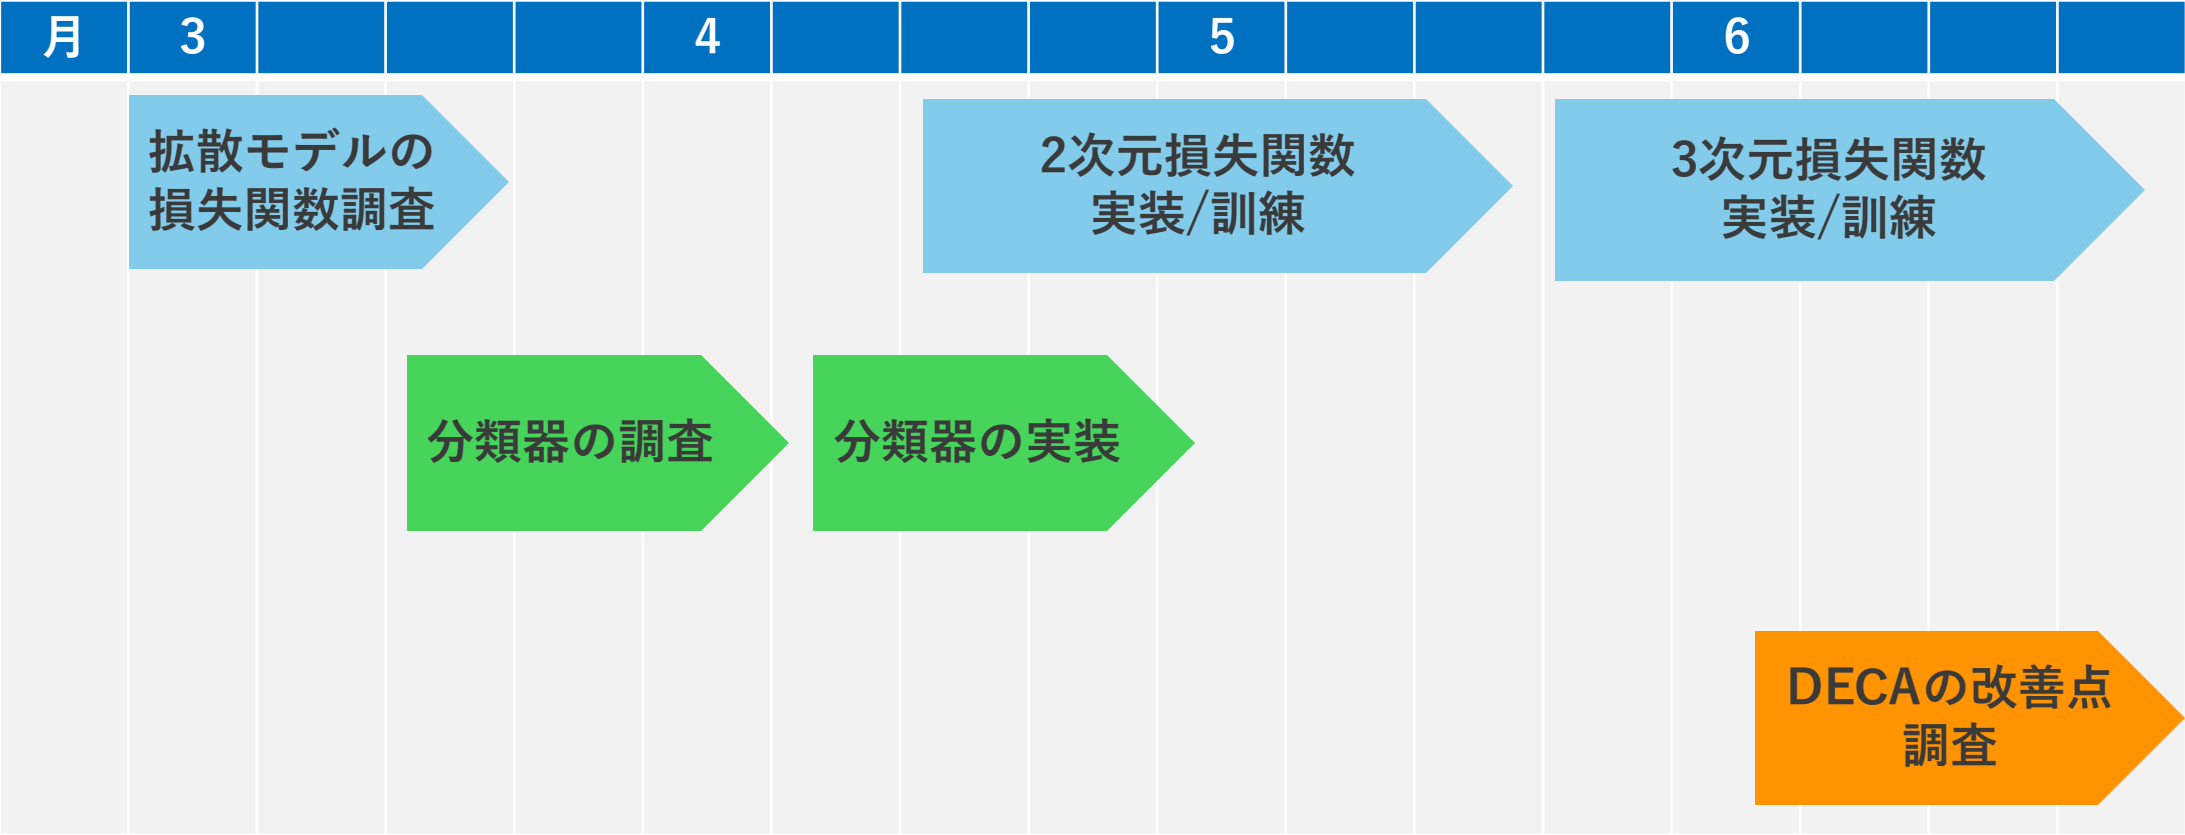 月 3 4 5 6
拡散モデルの
損失関数調査
2次元損失関数
実装/訓練
3次元損失関数
実装/訓練
分類器の調査
分類器の実装
DECAの改善点
調査